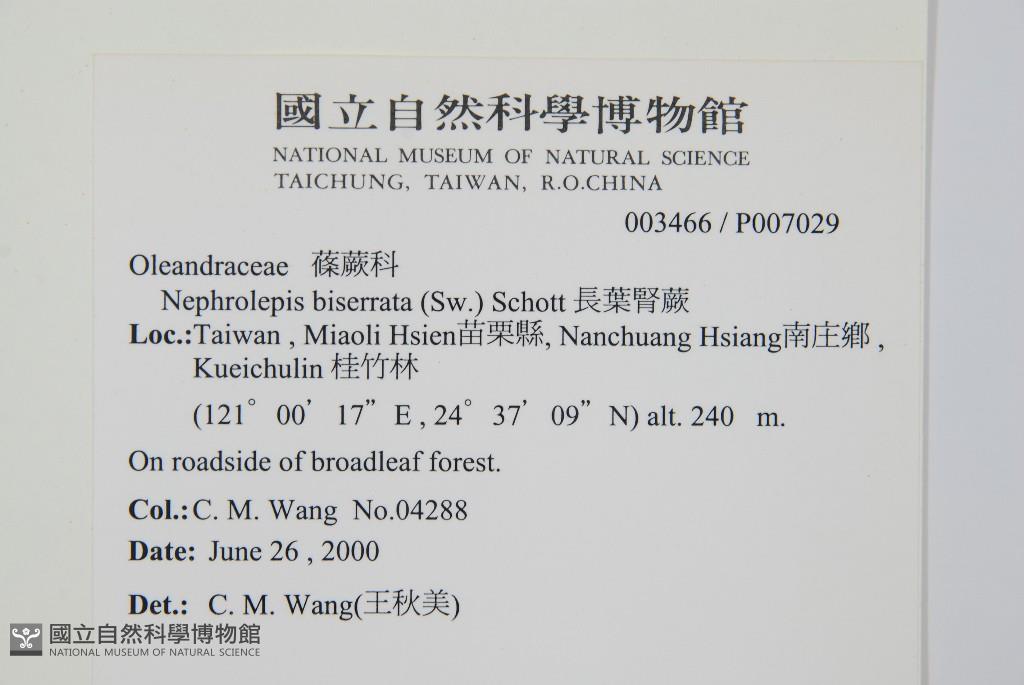 國立自然科學博物館
NATIONAL MUSEUM OF NATURAL SCIENCE
TAICHUNG, TAIWAN, R.O.CHINA
003466 / P007029
Oleandraceae 蓧蕨科
Nephrolepis biserrata (Sw.) Schott 長葉腎蕨
Loc.:Taiwan , Miaoli Hsien苗栗縣, Nanchuang Hsiang南庄鄉 ,
Kueichulin 桂竹林
(121° 00’ 17” E , 24° 37’ 09” N) alt. 240 m.
On roadside of broadleaf forest.
Col.: C. M. Wang No.04288
Date: June 26 , 2000
Det.: C. M. Wang(王秋美)
國立自然科學博物館
NATIONAL MUSEUM OF NATURAL SCIENCE